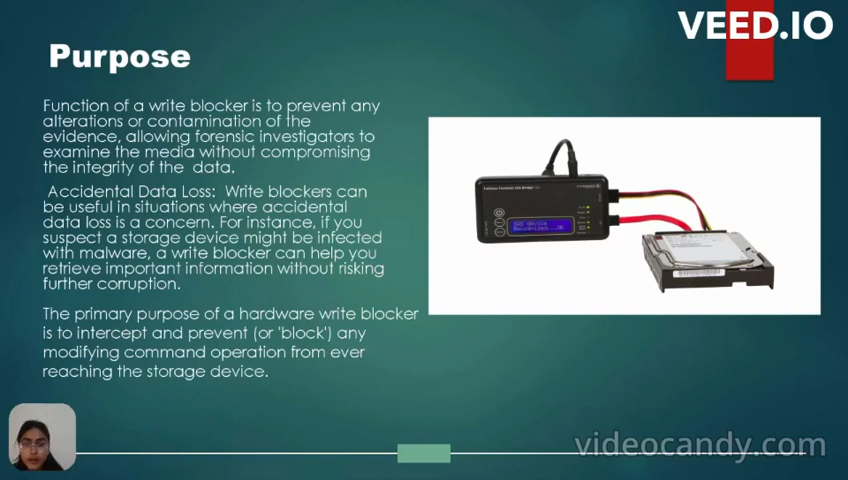 VEED.IO
Purpose
Function of a write blocker is to prevent any
alterations or contamination of the
evidence, allowing forensic investigators to
examine the media without compromising
the integrity of the  data.
Accidental Data Loss:  Write blockers can
be useful in situations where accidental
data loss is a concern. For instance, if you
suspect a storage device might be infected
with malware, a write blocker can help you
retrieve important information without risking
further corruption.
The primary purpose of a hardware write blocker
is to intercept and prevent (or 'block') any
modifying command operation from ever
reaching the storage device.
videocandy.com